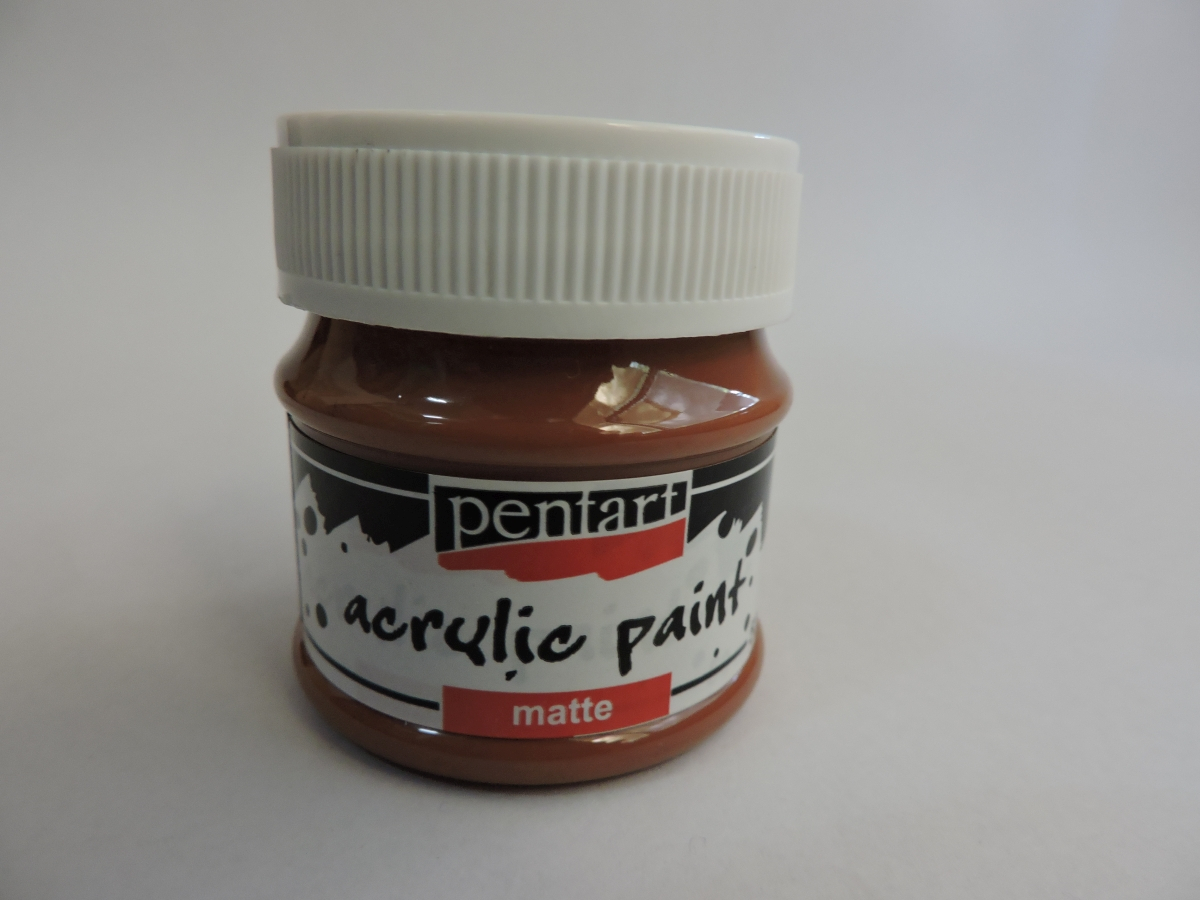 pentart
acrylic paint
matte